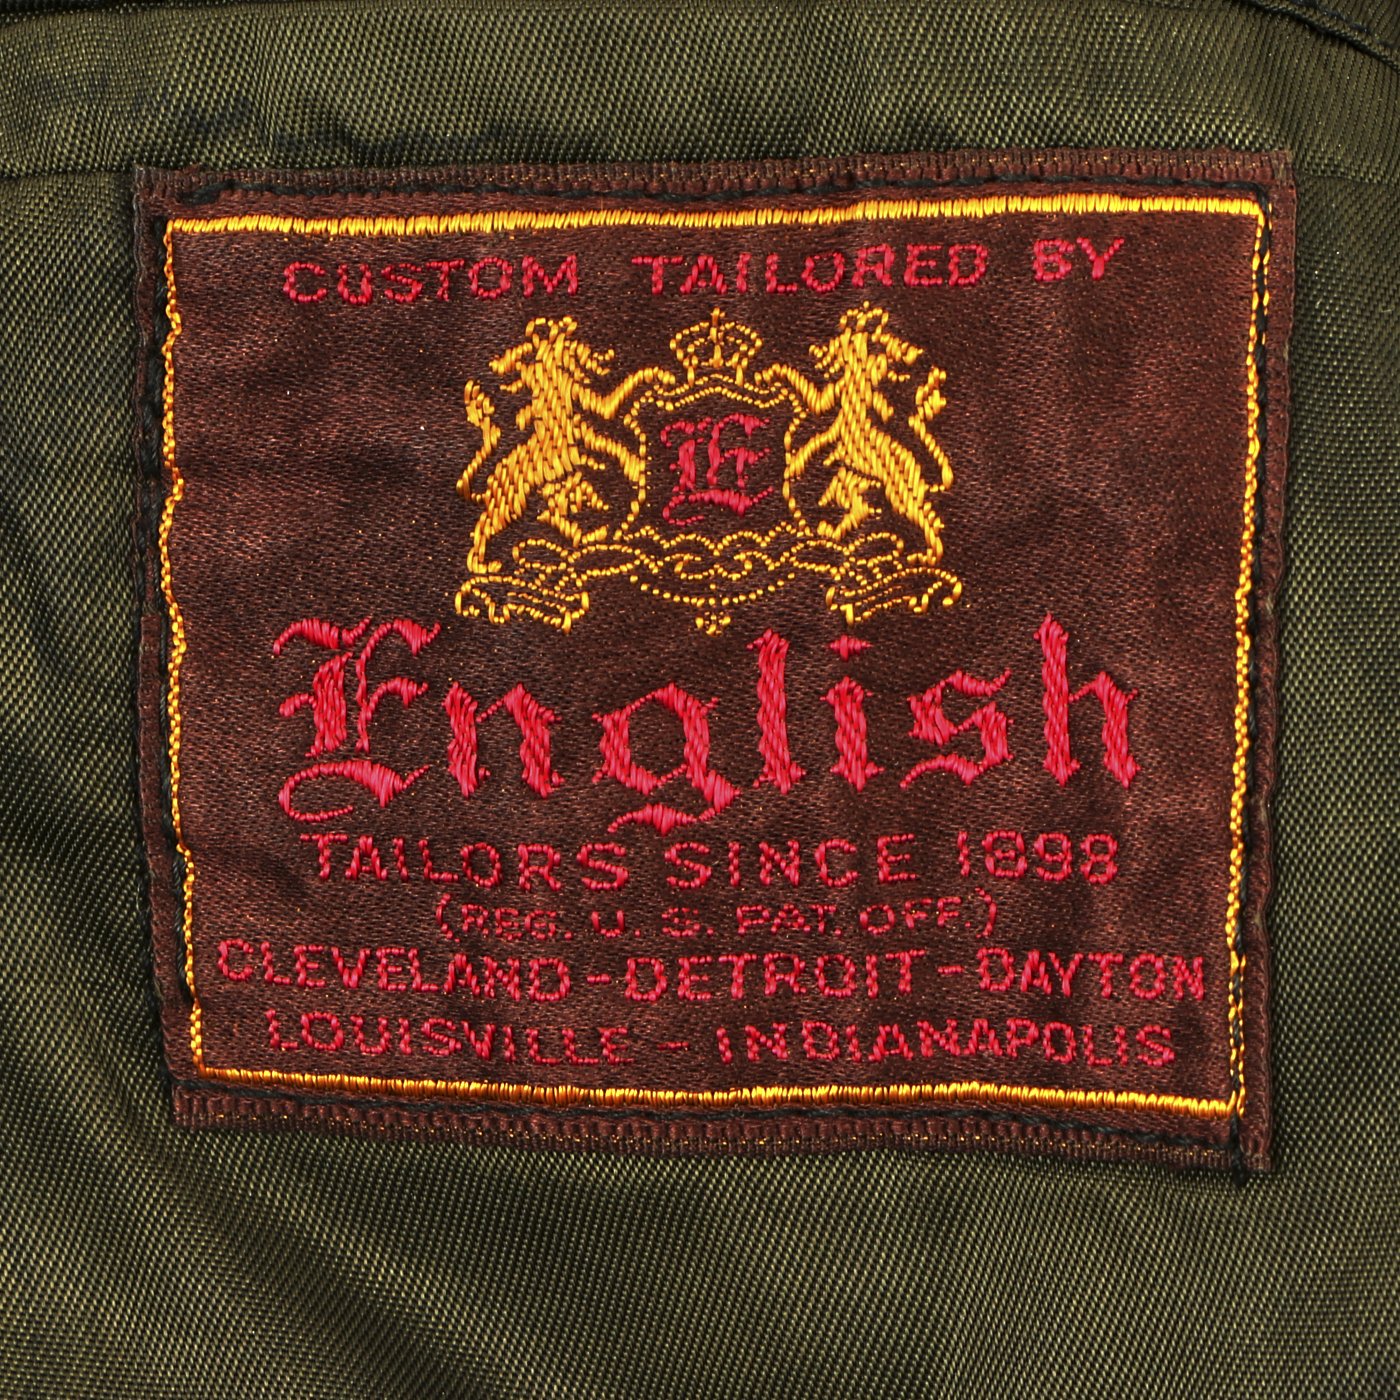 CUSTOM TAILORED BY
E
English
TAILORS SINCE 1898
(REG. U. S. PAT. OFF.)
CLEVELAND-DETROIT-DAYTON
LOUISVILLE - INDIANAPOLIS